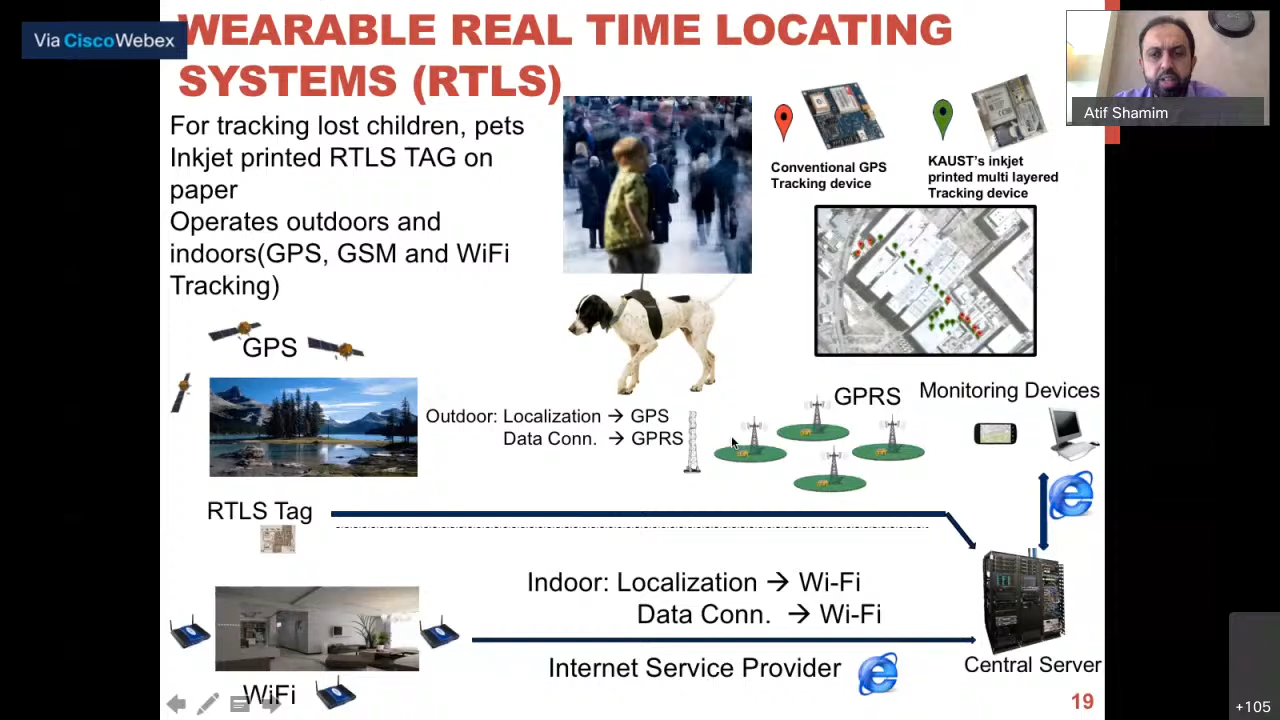 Via CiscoWebex
WEARABLE REAL TIME LOCATING
SYSTEMS (RTLS)
Atif Shamim
For tracking lost children, pets
Inkjet printed RTLS TAG on
paper
Operates outdoors and
indoors(GPS, GSM and WiFi
Tracking)
Conventional GPS
Tracking device
KAUST's inkjet
printed multi layered
Tracking device
GPS
Outdoor: Localization → GPS
Data Conn. → GPRS
GPRS
Monitoring Devices
RTLS Tag
Indoor: Localization → Wi-Fi
Data Conn. → Wi-Fi
Internet Service Provider
Central Server
WiFi
19
+105